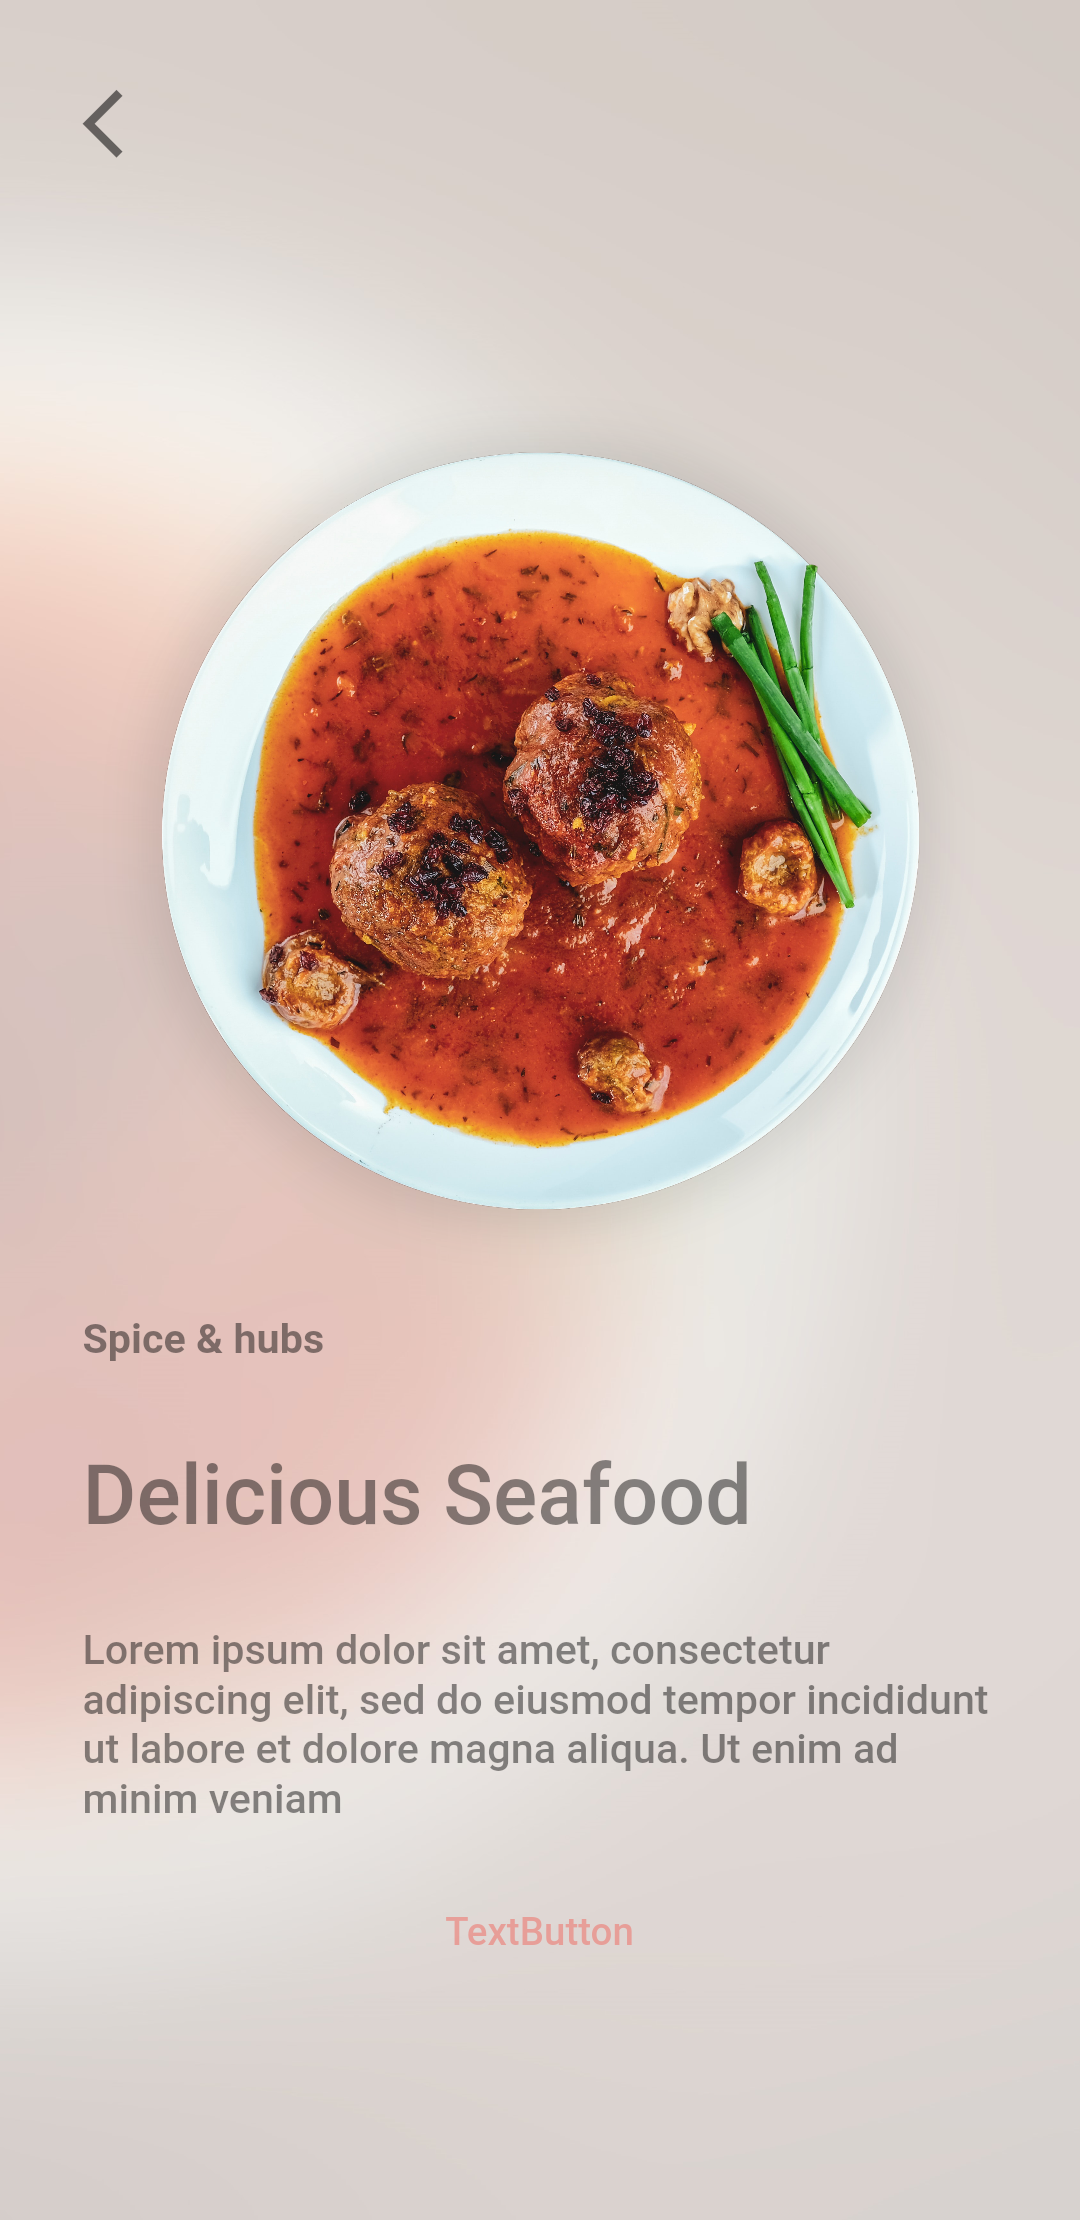 Spice & hubs
Delicious Seafood
Lorem ipsum dolor sit amet, consectetur
adipiscing elit, sed do eiusmod tempor incididunt
ut labore et dolore magna aliqua. Ut enim ad
minim veniam
TextButton